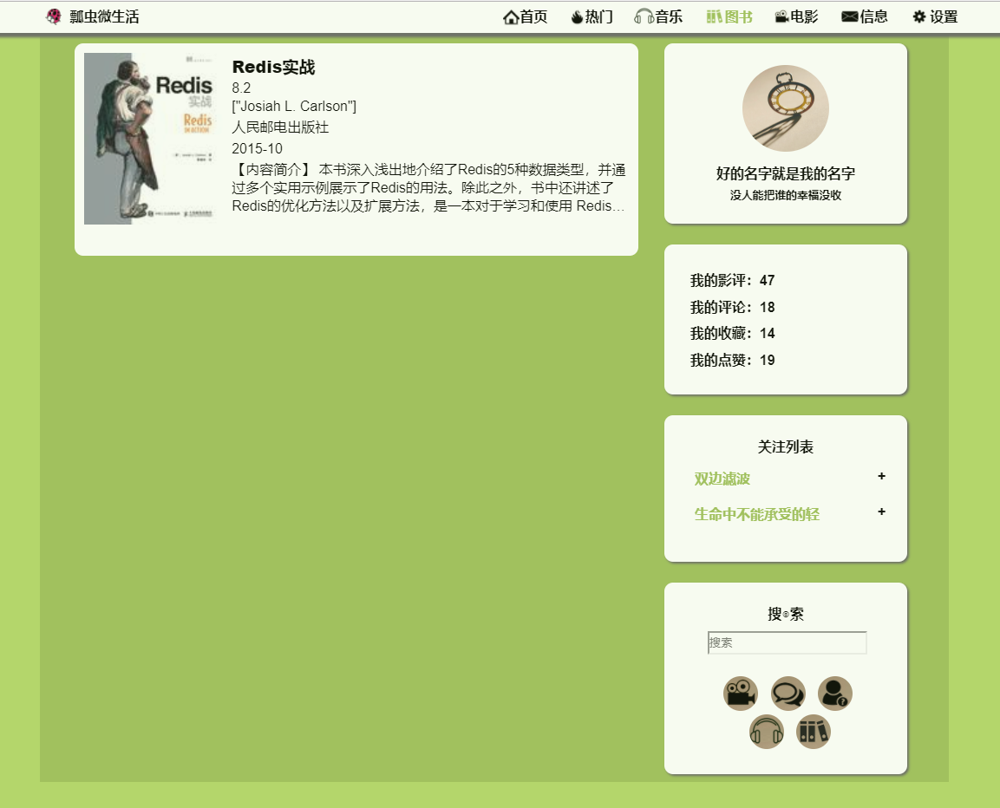 瓢虫微生活
首页 热门 音乐 图书 电影 信息 设置
Redis
实战
Redis
IN ACTION
Redis实战
8.2
["Josiah L. Carlson"]
人民邮电出版社
2015-10
【内容简介】 本书深入浅出地介绍了Redis的5种数据类型，并通
过多个实用示例展示了Redis的用法。除此之外，书中还讲述了
Redis的优化方法以及扩展方法，是一本对于学习和使用 Redis…
好的名字就是我的名字
没人能把谁的幸福没收
我的影评：47
我的评论：18
我的收藏：14
我的点赞：19
关注列表
双边滤波 +
生命中不能承受的轻 +
搜⌾索
搜索